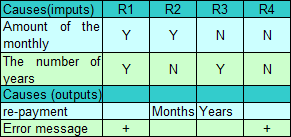 Causes(imputs) R1 R2 R3 R4
Amount of the Y Y N N
monthly
The number of Y N Y N
years
Causes (outputs)
re-payment Months Years
Error message + +